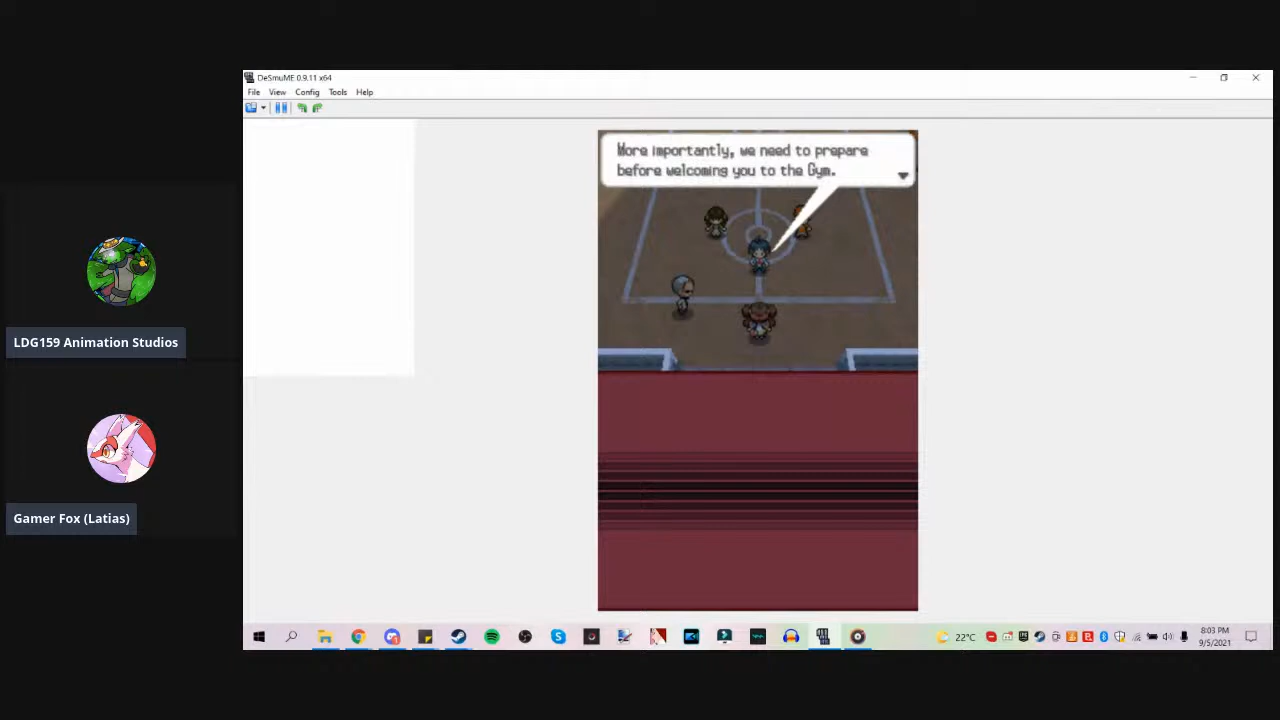 DeSmuME 0.9.11 x64
File View Config Tools Help
More importantly, we need to prepare
before welcoming you to the Gym.
LDG159 Animation Studios
Gamer Fox (Latias)
22°C
8:03 PM
9/5/2021